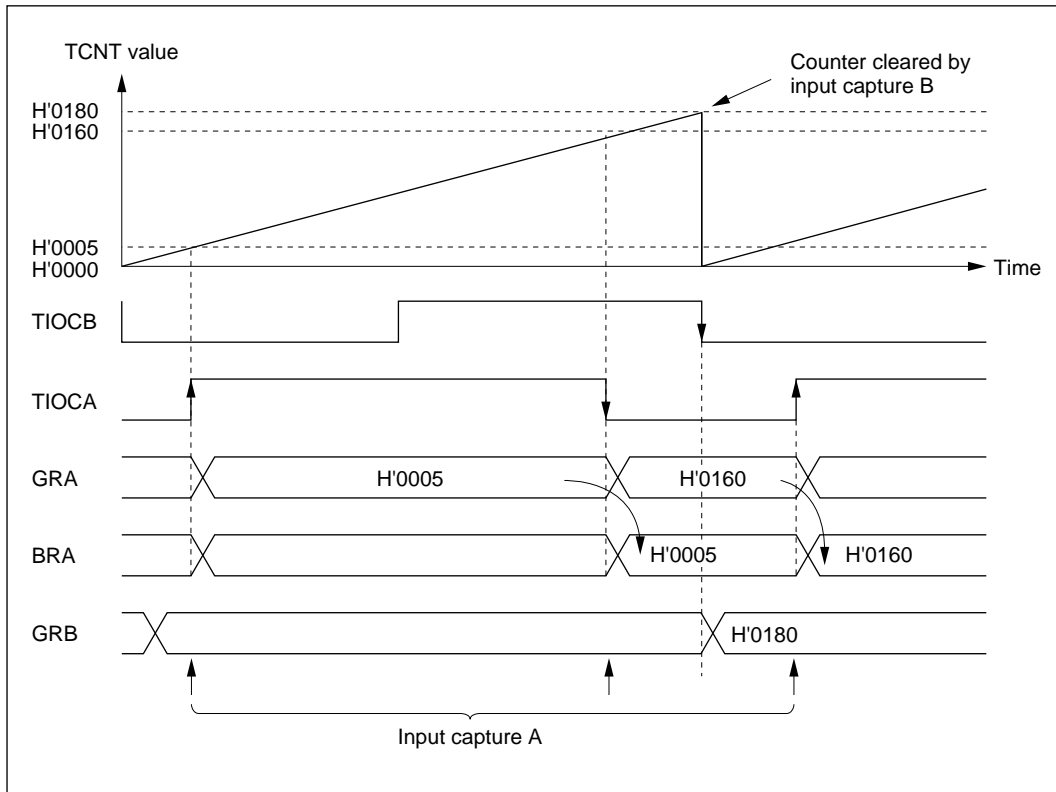 TCNT value
Counter cleared by
input capture B
H'0180
H'0160
H'0005
H'0000
Time
TIOCB
TIOCA
GRA
H'0005
H'0160
BRA
H'0005
H'0160
GRB
H'0180
Input capture A